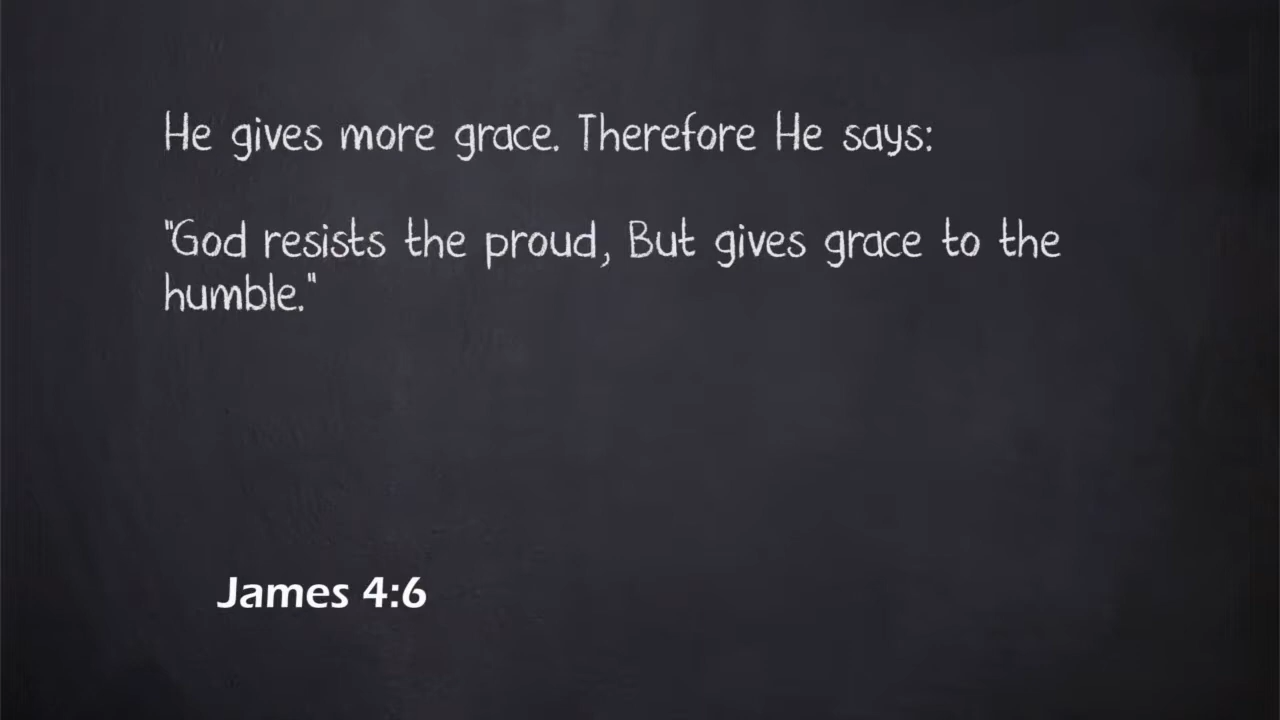 He gives more grace. Therefore He says:
"God resists the proud, But gives grace to the
humble."
James 4:6